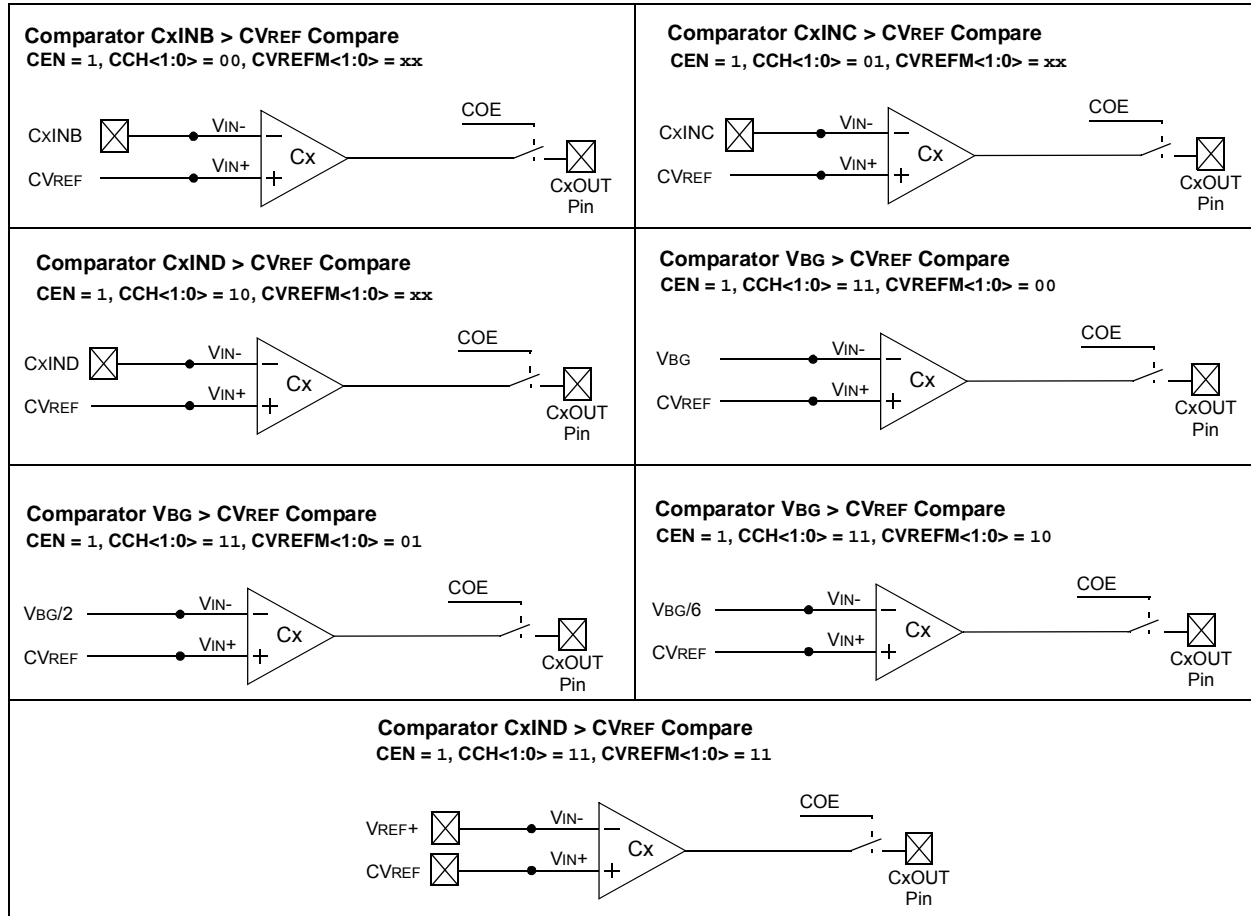 Comparator CxINB > CVREF Compare
CEN = 1, CCH<1:0> = 00, CVREFM<1:0> = xx
COE
CxINB
VIN-
–
Cx
CVREF
VIN+
+
CxOUT
Pin
Comparator CxINC > CVREF Compare
CEN = 1, CCH<1:0> = 01, CVREFM<1:0> = xx
COE
CxINC
VIN-
–
Cx
CVREF
VIN+
+
CxOUT
Pin
Comparator CxIND > CVREF Compare
CEN = 1, CCH<1:0> = 10, CVREFM<1:0> = xx
COE
CxIND
VIN-
–
Cx
CVREF
VIN+
+
CxOUT
Pin
Comparator VBG > CVREF Compare
CEN = 1, CCH<1:0> = 11, CVREFM<1:0> = 00
COE
VBG
VIN-
–
Cx
CVREF
VIN+
+
CxOUT
Pin
Comparator VBG > CVREF Compare
CEN = 1, CCH<1:0> = 11, CVREFM<1:0> = 01
COE
VBG/2
VIN-
–
Cx
CVREF
VIN+
+
CxOUT
Pin
Comparator VBG > CVREF Compare
CEN = 1, CCH<1:0> = 11, CVREFM<1:0> = 10
COE
VBG/6
VIN-
–
Cx
CVREF
VIN+
+
CxOUT
Pin
Comparator CxIND > CVREF Compare
CEN = 1, CCH<1:0> = 11, CVREFM<1:0> = 11
COE
VREF+
VIN-
–
Cx
CVREF
VIN+
+
CxOUT
Pin